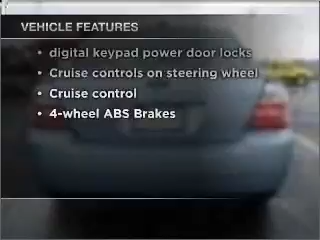 VEHICLE FEATURES
• digital keypad power door locks
• Cruise controls on steering wheel
• Cruise control
• 4-wheel ABS Brakes